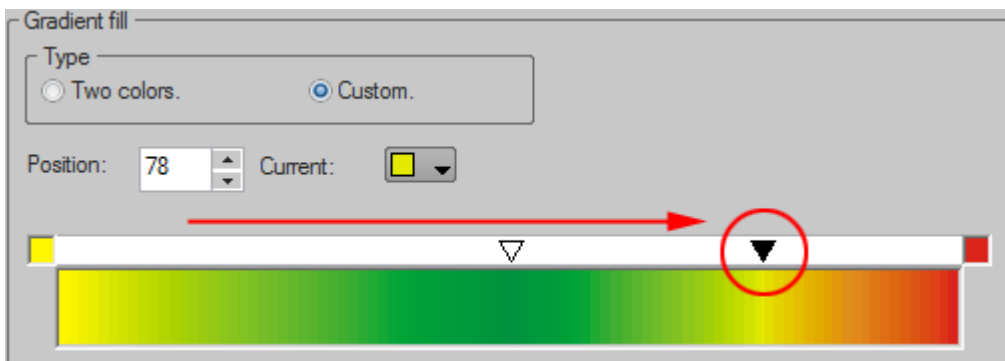 Gradient fill
Type
Two colors. Custom.
Position: 78 Current: